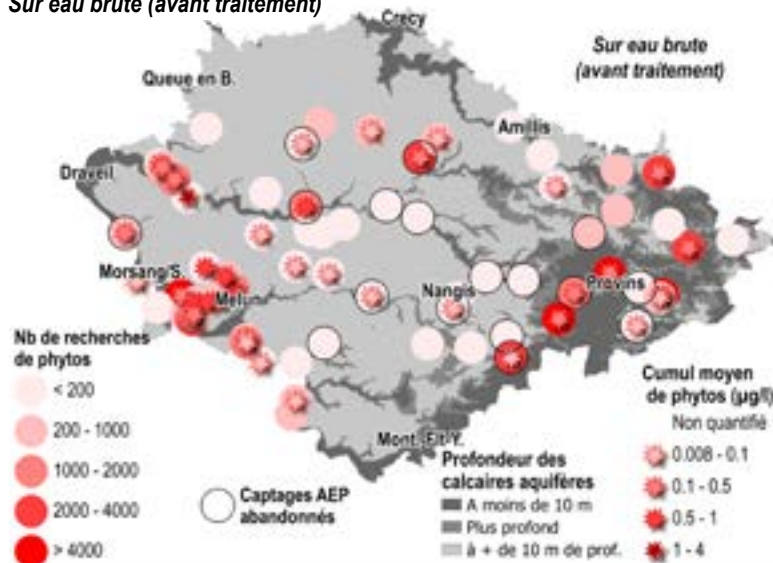 Sur eau brute (avant traitement)
Crecy
Sur eau brute
(avant traitement)
Queue en B.
Amillis
Draveil
Morsang/S.
Melun
Nangis
Provins
Mont.-Flt-Y.
Nb de recherches
de phytos
< 200
200 - 1000
1000 - 2000
2000 - 4000
> 4000
Captages AEP
abandonnés
Profondeur des
calcaires aquifères
A moins de 10 m
Plus profond
à + de 10 m de prof.
Cumul moyen
de phytos (µg/l)
Non quantifié
0.008 - 0.1
0.1 - 0.5
0.5 - 1
1 - 4